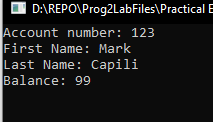 D:\REPO\Prog2LabFiles\Practical E
Account number: 123
First Name: Mark
Last Name: Capili
Balance: 99